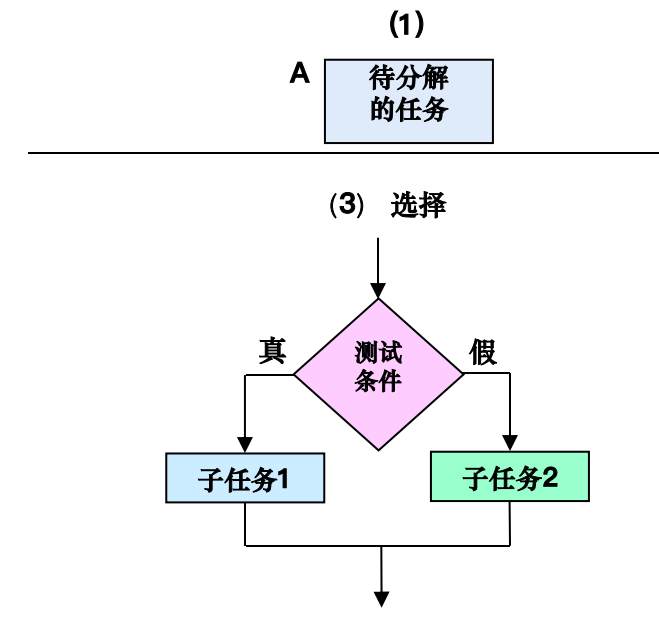 (1)
A
待分解
的任务
(3) 选择
真
测试
条件
假
子任务1
子任务2